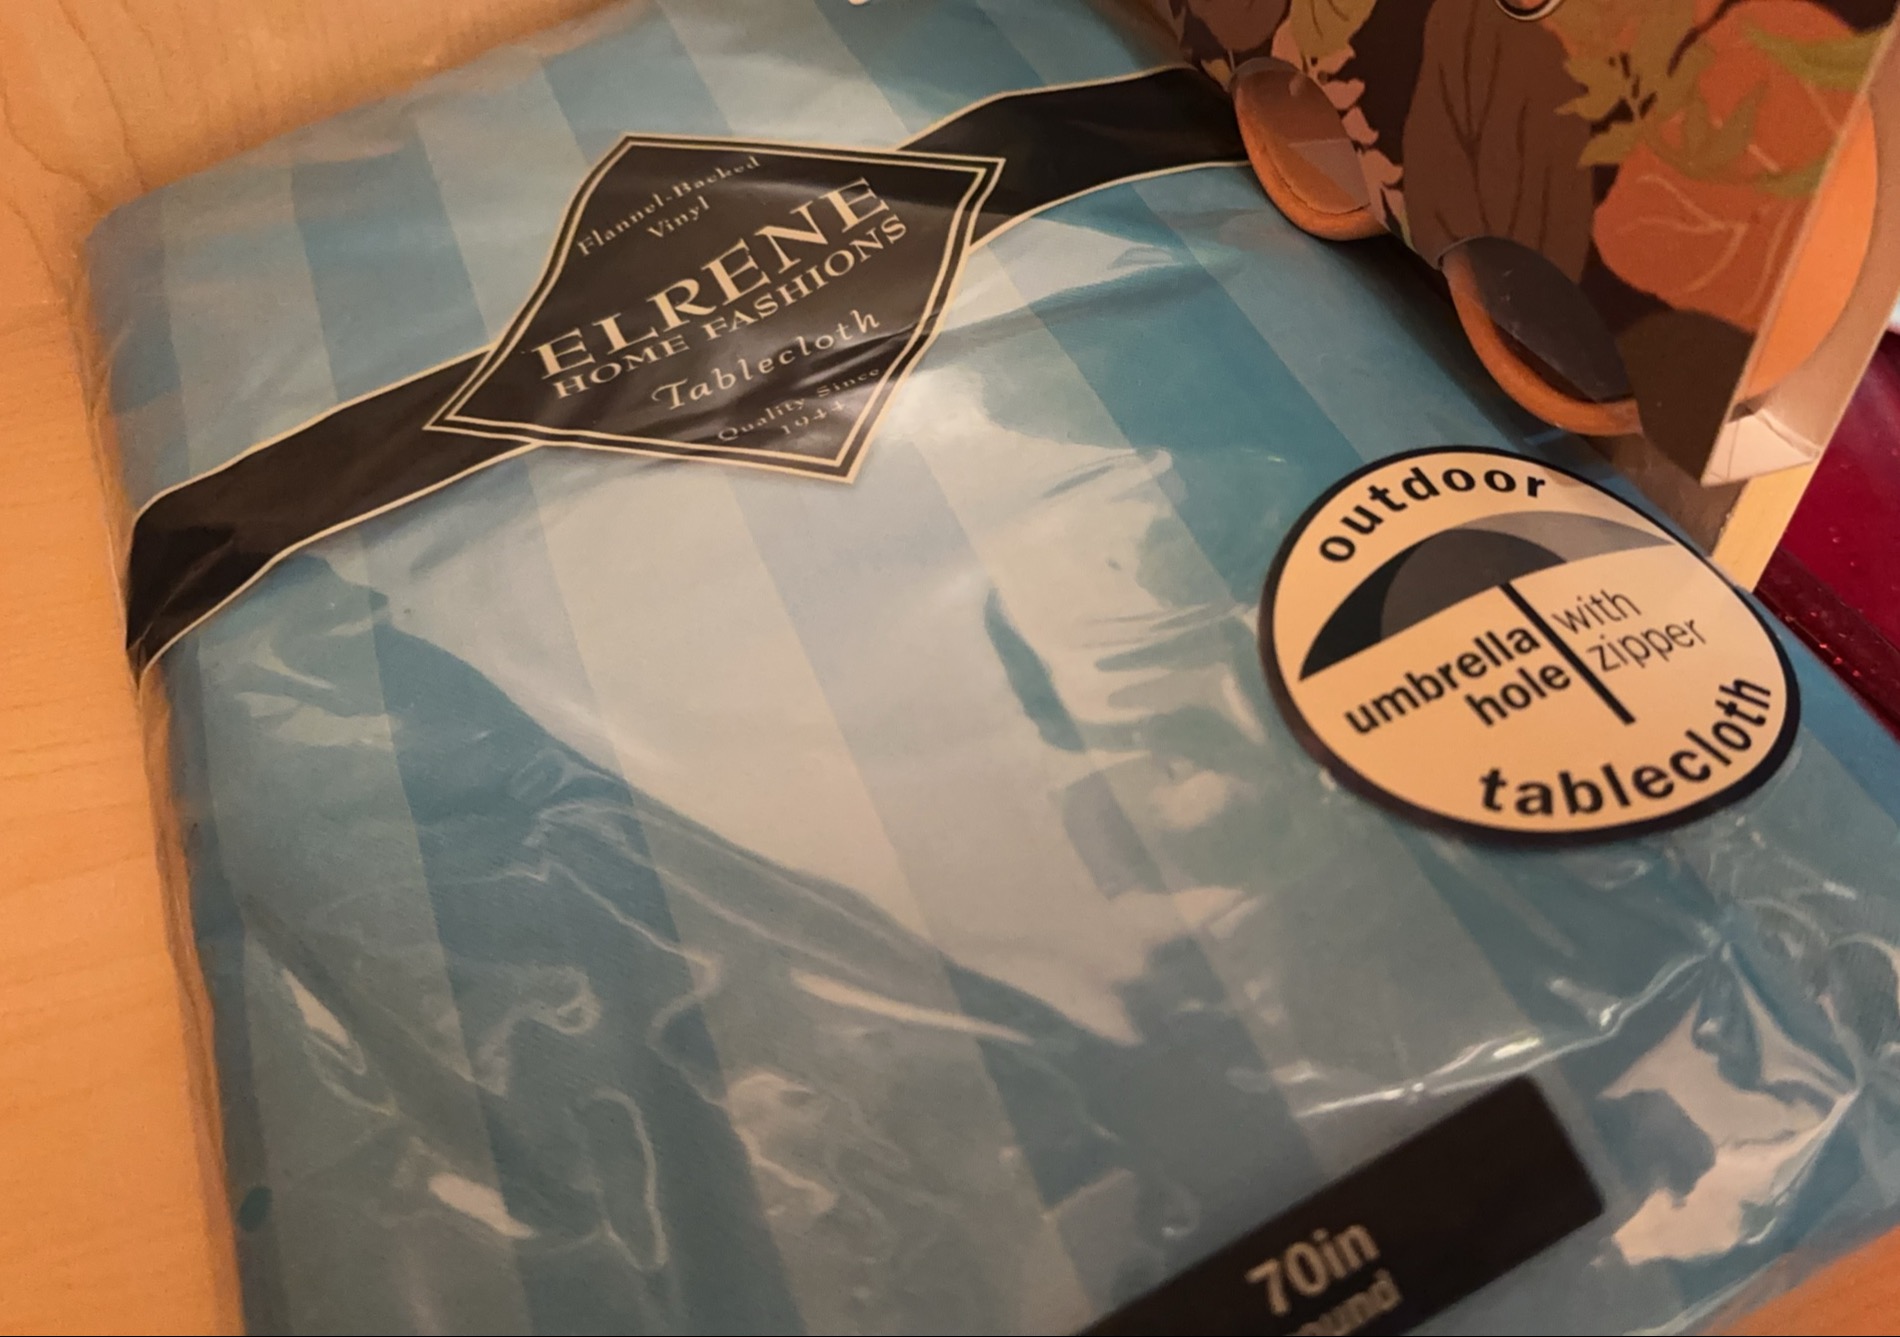 Flannel-Backed
Vinyl
ELRENE
HOME FASHIONS
Tablecloth
Quality Since
1944
outdoor
umbrella
hole
with
zipper
tablecloth
70in